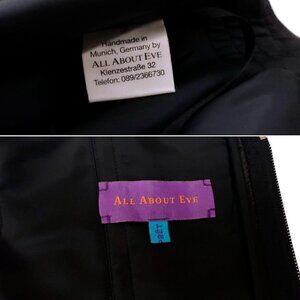 Handmade in
Munich, Germany by
ALL ABOUT EVE
Kienzestraße 32
Telefon: 089/2366730
ALL ABOUT EVE